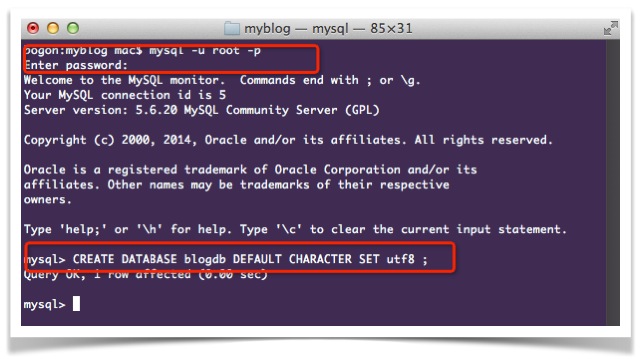 myblog — mysql — 85×31
bogon:myblog mac$ mysql -u root -p
Enter password:
Welcome to the MySQL monitor.  Commands end with ; or \g.
Your MySQL connection id is 5
Server version: 5.6.20 MySQL Community Server (GPL)
Copyright (c) 2000, 2014, Oracle and/or its affiliates. All rights reserved.
Oracle is a registered trademark of Oracle Corporation and/or its
affiliates. Other names may be trademarks of their respective
owners.
Type 'help;' or '\h' for help. Type '\c' to clear the current input statement.
mysql> CREATE DATABASE blogdb DEFAULT CHARACTER SET utf8 ;
Query OK, 1 row affected (0.00 sec)
mysql>